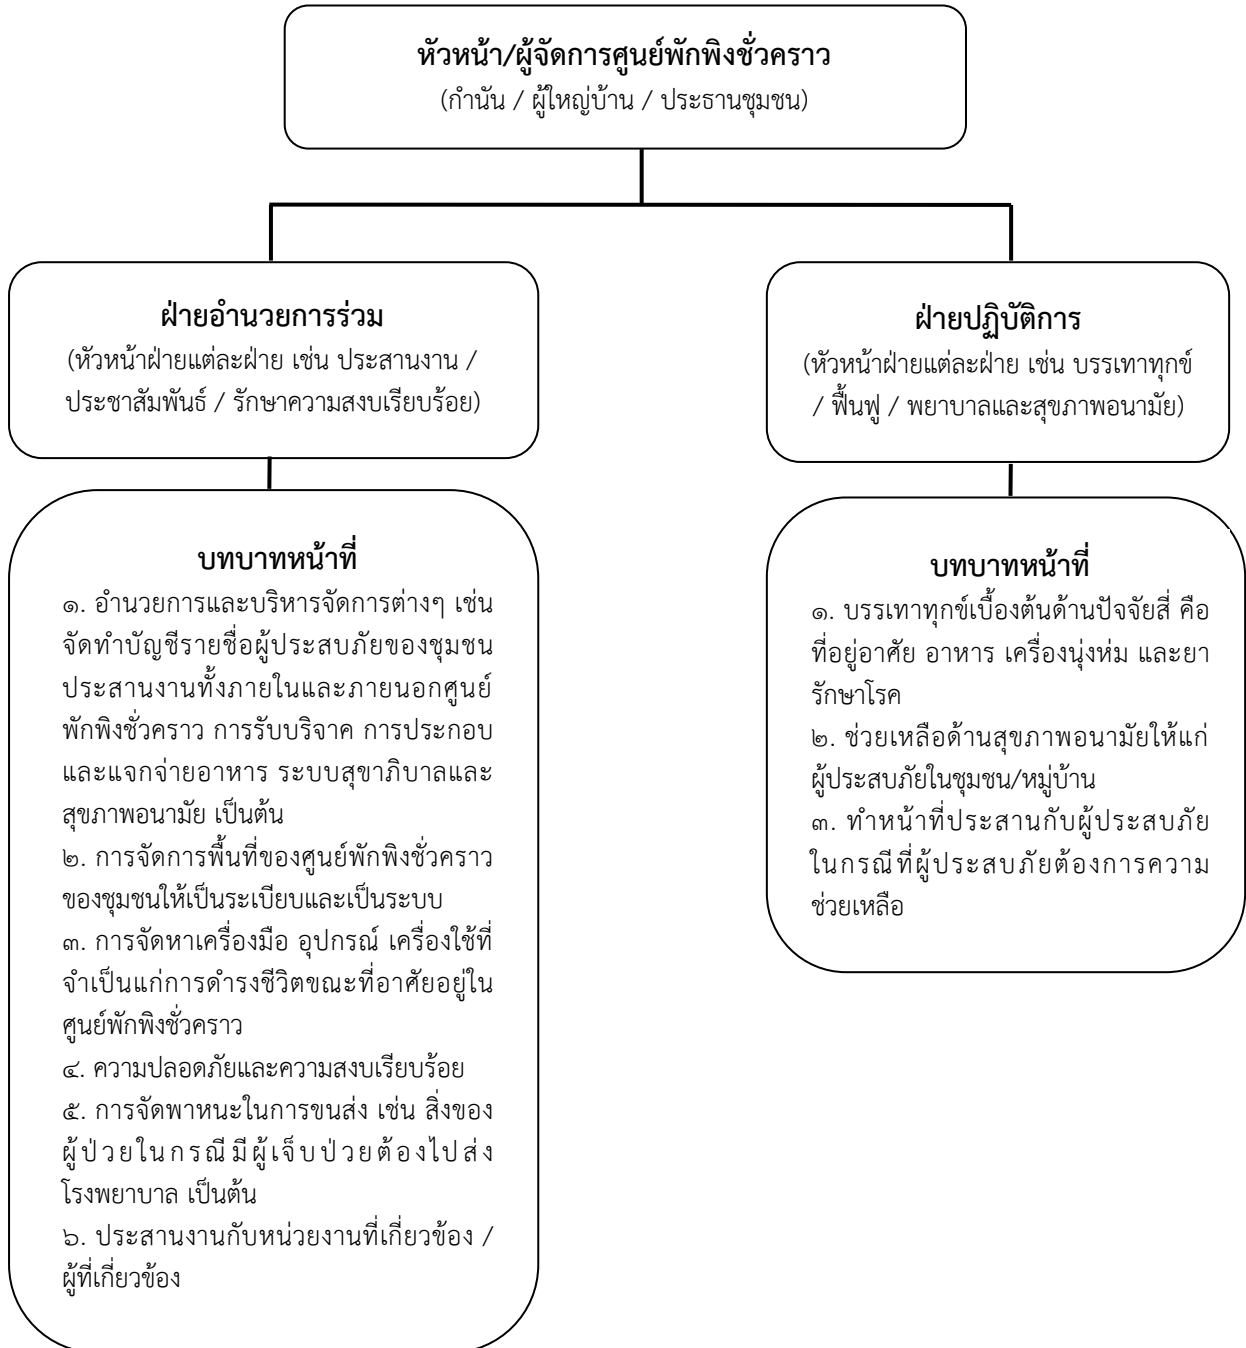 หัวหน้า/ผู้จัดการศูนย์พักพิงชั่วคราว
(กำนัน / ผู้ใหญ่บ้าน / ประธานชุมชน)
ฝ่ายอำนวยการร่วม
(หัวหน้าฝ่ายแต่ละฝ่าย เช่น ประสานงาน /
ประชาสัมพันธ์ / รักษาความสงบเรียบร้อย)
ฝ่ายปฏิบัติการ
(หัวหน้าฝ่ายแต่ละฝ่าย เช่น บรรเทาทุกข์
/ ฟื้นฟู / พยาบาลและสุขภาพอนามัย)
บทบาทหน้าที่
๑. อำนวยการและบริหารจัดการต่างๆ เช่น
จัดทำบัญชีรายชื่อผู้ประสบภัยของชุมชน
ประสานงานทั้งภายในและภายนอกศูนย์
พักพิงชั่วคราว การรับบริจาค การประกอบ
และแจกจ่ายอาหาร ระบบสุขาภิบาลและ
สุขภาพอนามัย เป็นต้น
๒. การจัดการพื้นที่ของศูนย์พักพิงชั่วคราว
ของชุมชนให้เป็นระเบียบและเป็นระบบ
๓. การจัดหาเครื่องมือ อุปกรณ์ เครื่องใช้ที่
จำเป็นแก่การดำรงชีวิตขณะที่อาศัยอยู่ใน
ศูนย์พักพิงชั่วคราว
๔. ความปลอดภัยและความสงบเรียบร้อย
๕. การจัดพาหนะในการขนส่ง เช่น สิ่งของ
ผู้ป่วยในกรณีมีผู้เจ็บป่วยต้องไปส่ง
โรงพยาบาล เป็นต้น
๖. ประสานงานกับหน่วยงานที่เกี่ยวข้อง /
ผู้ที่เกี่ยวข้อง
บทบาทหน้าที่
๑. บรรเทาทุกข์เบื้องต้นด้านปัจจัยสี่ คือ
ที่อยู่อาศัย อาหาร เครื่องนุ่งห่ม และยา
รักษาโรค
๒. ช่วยเหลือด้านสุขภาพอนามัยให้แก่
ผู้ประสบภัยในชุมชน/หมู่บ้าน
๓. ทำหน้าที่ประสานกับผู้ประสบภัย
ในกรณีที่ผู้ประสบภัยต้องการความ
ช่วยเหลือ